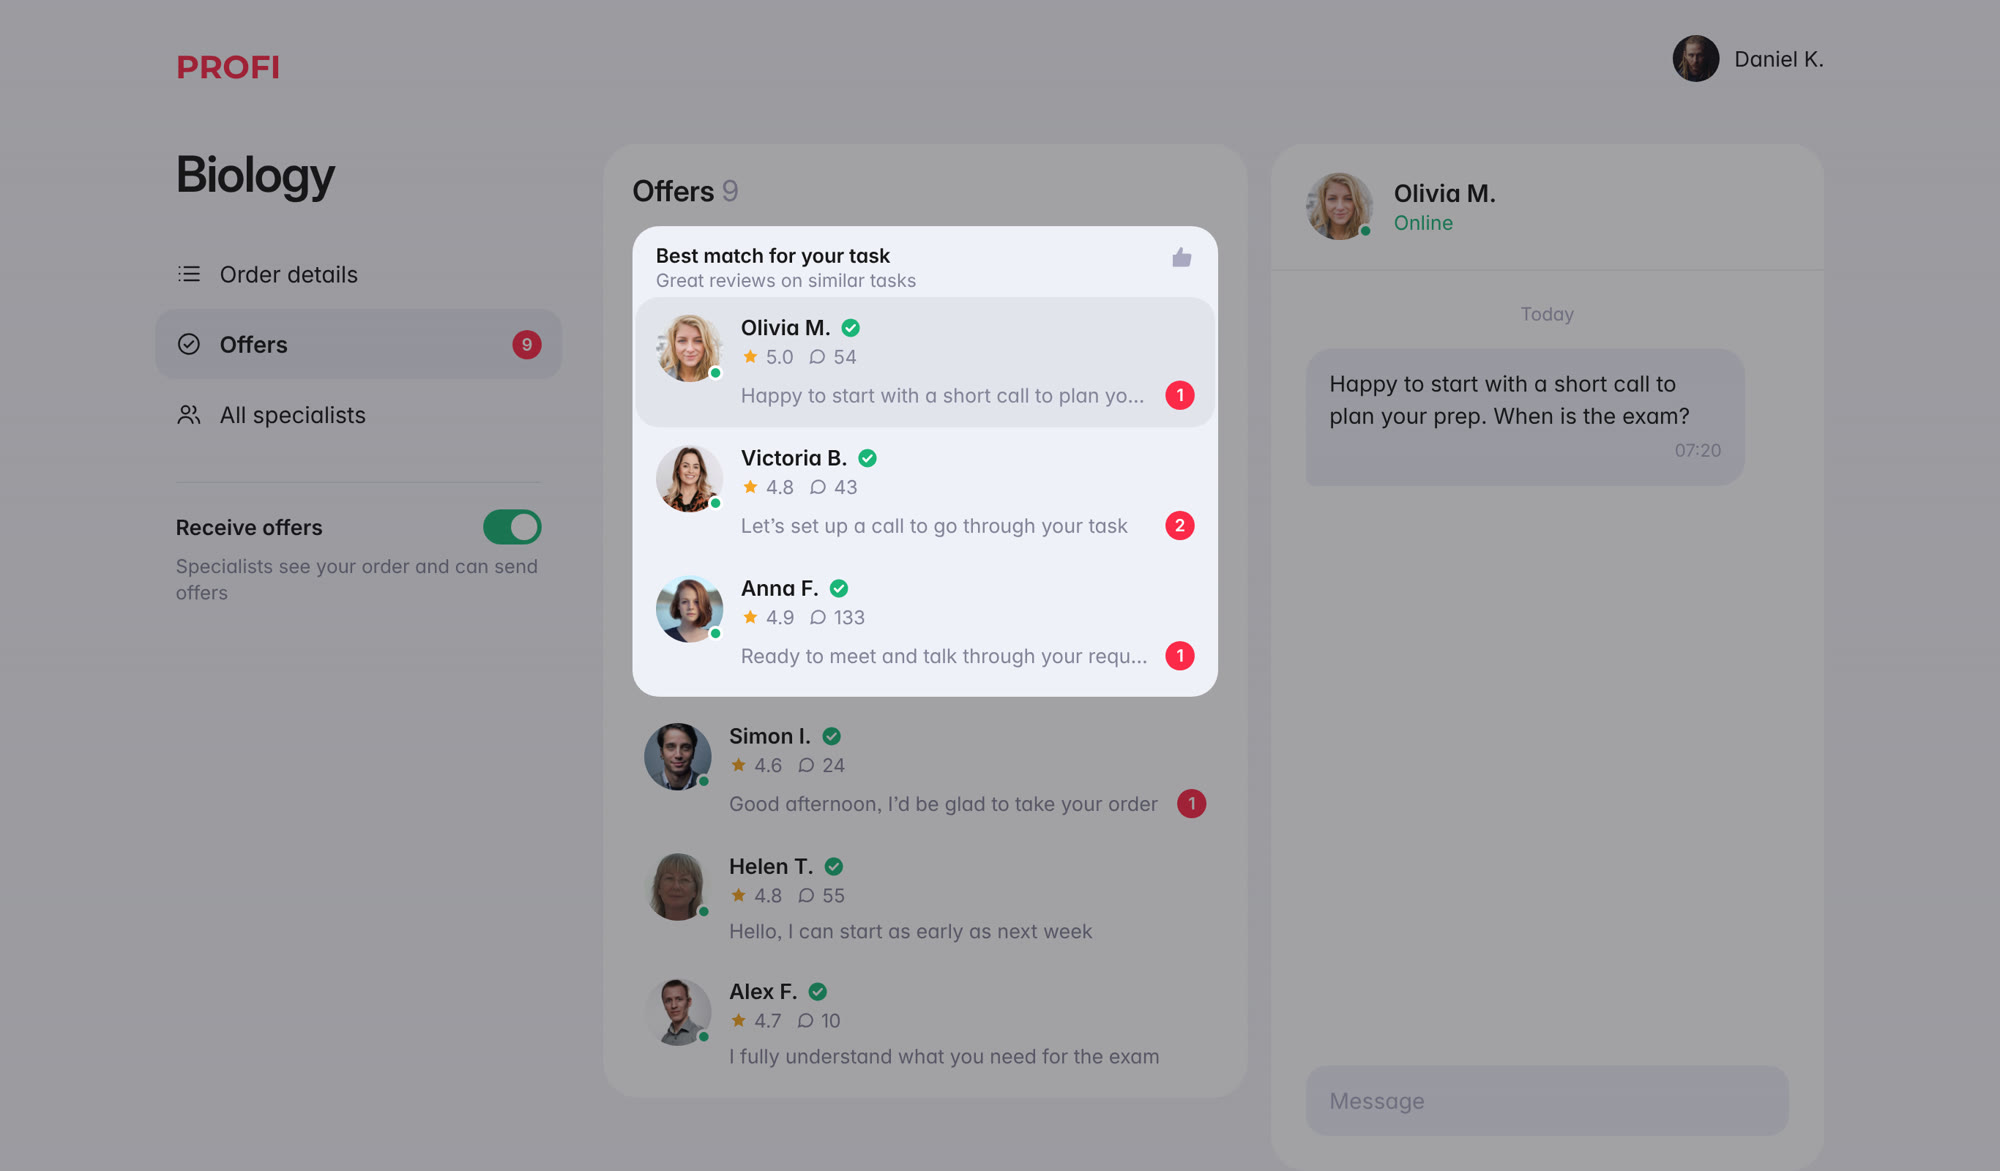 PROFI
Daniel K.
Biology
Order details
Offers
9
All specialists
Receive offers
Specialists see your order and can send
offers
Offers 9
Best match for your task
Great reviews on similar tasks
Olivia M.
5.0 54
Happy to start with a short call to plan yo...
1
Victoria B.
4.8 43
Let’s set up a call to go through your task
2
Anna F.
4.9 133
Ready to meet and talk through your requ...
1
Simon I.
4.6 24
Good afternoon, I’d be glad to take your order
1
Helen T.
4.8 55
Hello, I can start as early as next week
Alex F.
4.7 10
I fully understand what you need for the exam
Olivia M.
Online
Today
Happy to start with a short call to
plan your prep. When is the exam?
07:20
Message